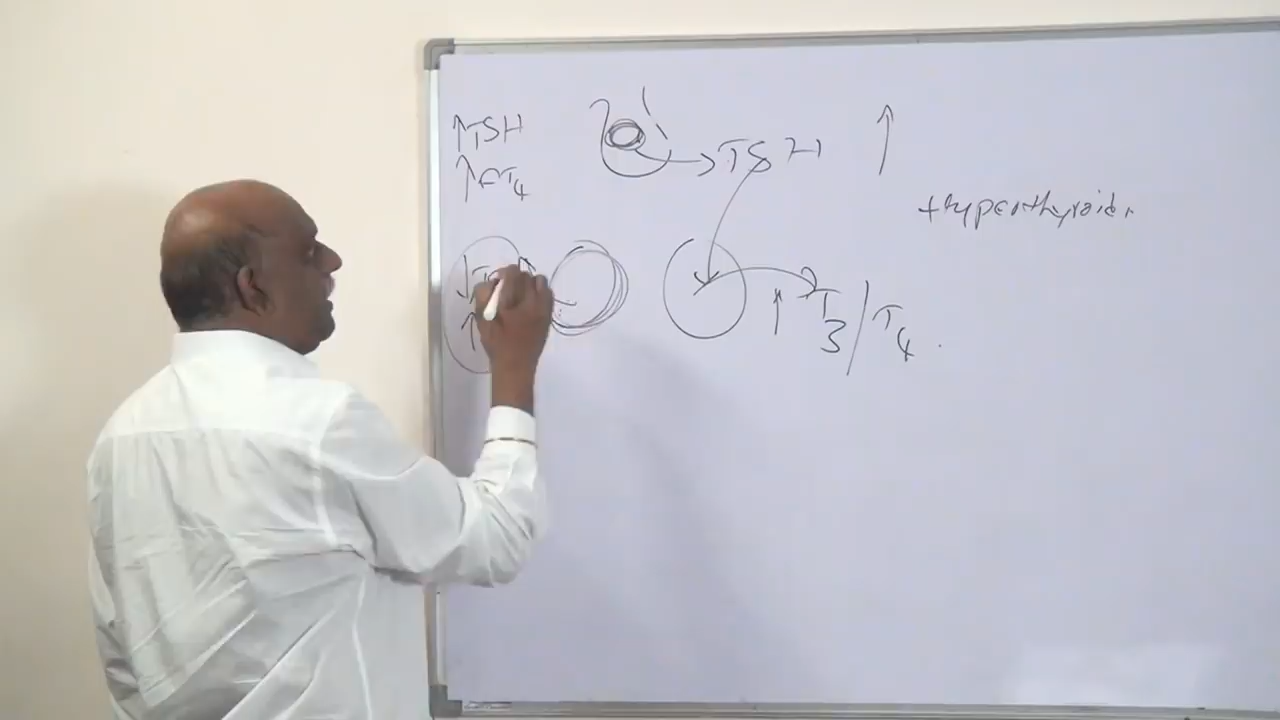 ↑TSH
↑FT4
TSH ↑
Hyperthyroidi
↑ T3/T4